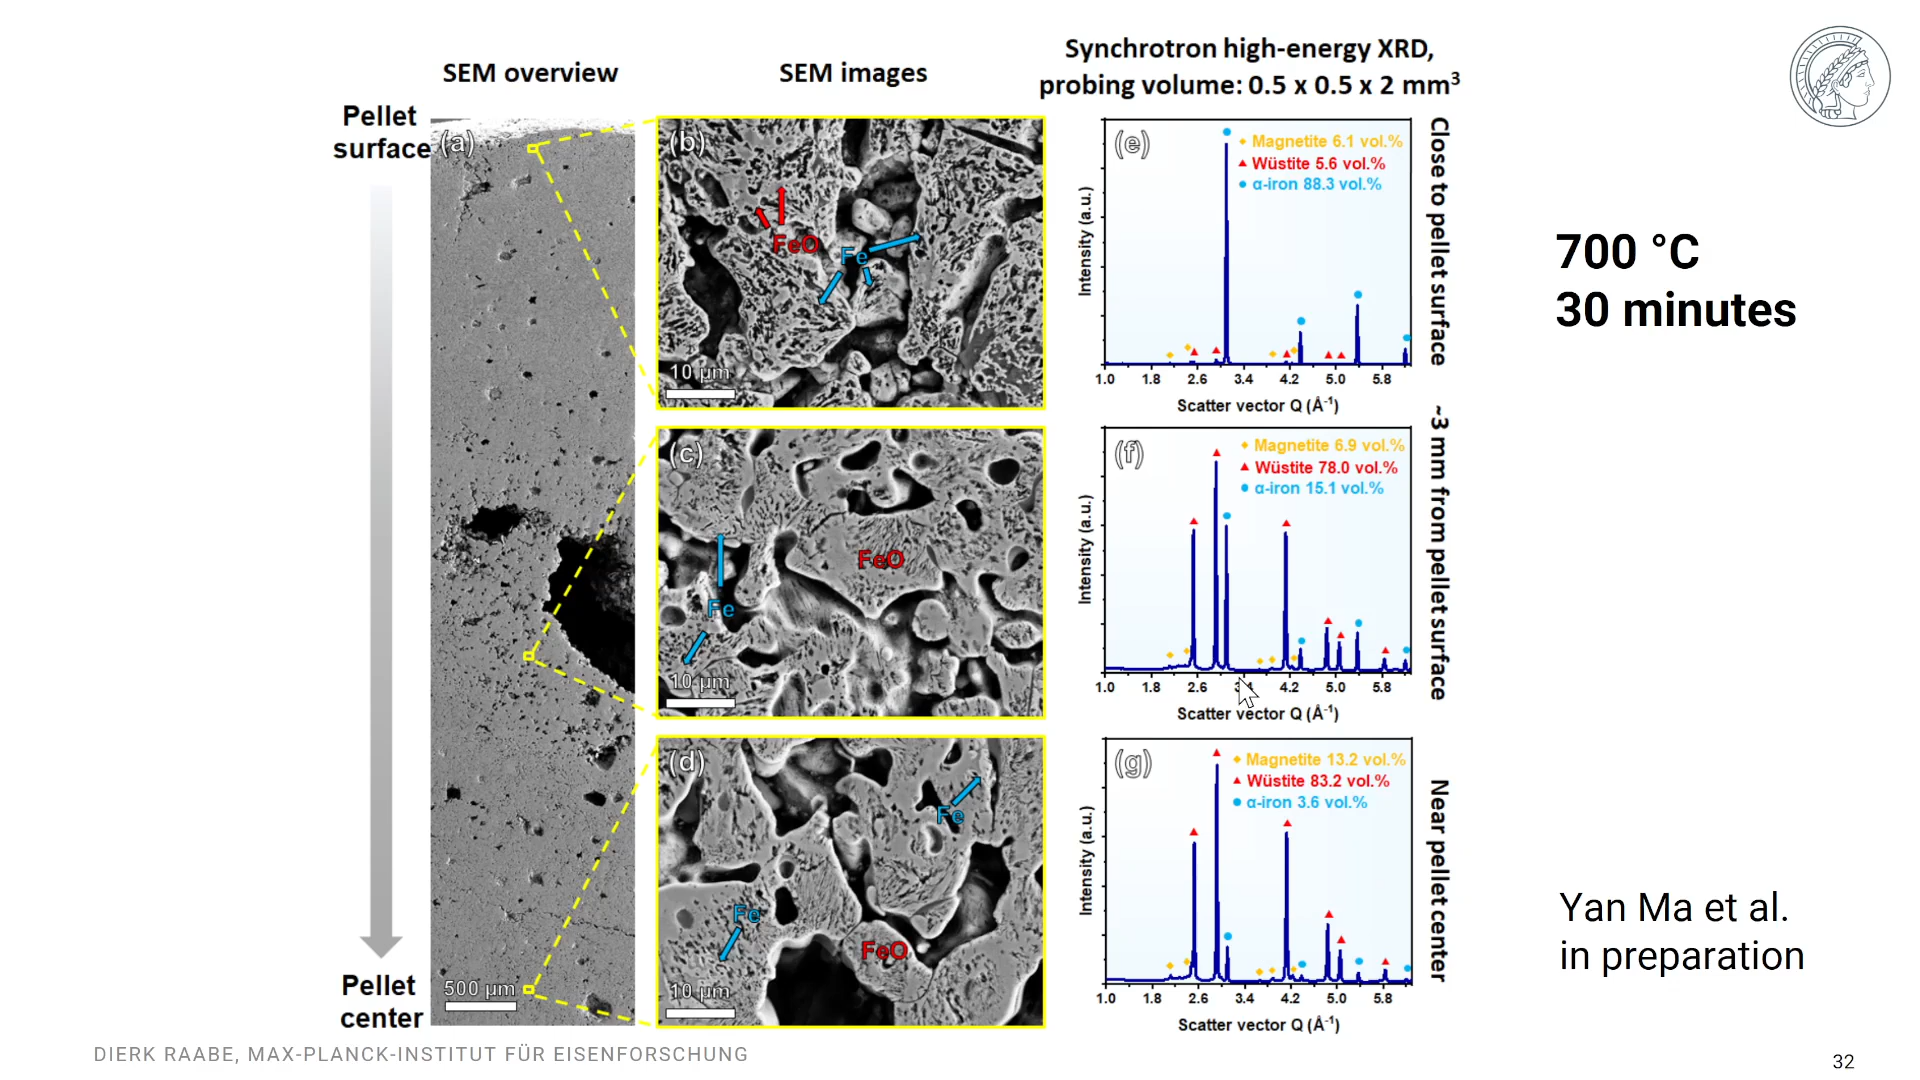 SEM overview
SEM images
Synchrotron high-energy XRD,
probing volume: 0.5 x 0.5 x 2 mm³
Pellet
surface
(a)
500 µm
Pellet
center
(b)
FeO
Fe
10 µm
(c)
FeO
Fe
10 µm
(d)
Fe
Fe
FeO
10 µm
(e)
Magnetite 6.1 vol.%
Wüstite 5.6 vol.%
α-iron 88.3 vol.%
Intensity (a.u.)
1.0 1.8 2.6 3.4 4.2 5.0 5.8
Scatter vector Q (Å⁻¹)
Close to pellet surface
(f)
Magnetite 6.9 vol.%
Wüstite 78.0 vol.%
α-iron 15.1 vol.%
Intensity (a.u.)
1.0 1.8 2.6 3.4 4.2 5.0 5.8
Scatter vector Q (Å⁻¹)
~3 mm from pellet surface
(g)
Magnetite 13.2 vol.%
Wüstite 83.2 vol.%
α-iron 3.6 vol.%
Intensity (a.u.)
1.0 1.8 2.6 3.4 4.2 5.0 5.8
Scatter vector Q (Å⁻¹)
Near pellet center
700 °C
30 minutes
Yan Ma et al.
in preparation
DIERK RAABE, MAX-PLANCK-INSTITUT FÜR EISENFORSCHUNG
32